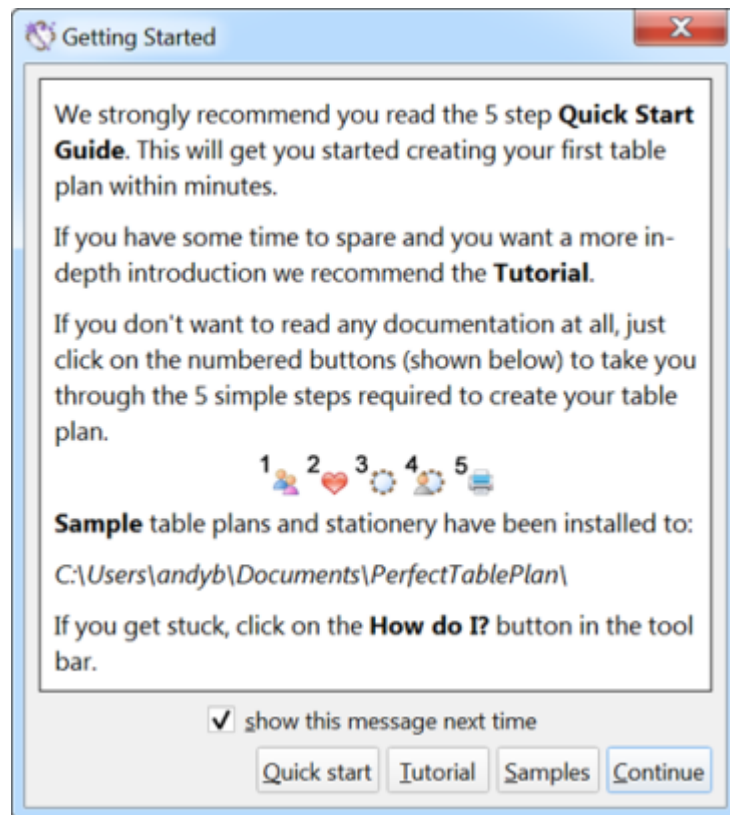 Getting Started
We strongly recommend you read the 5 step Quick Start
Guide. This will get you started creating your first table
plan within minutes.
If you have some time to spare and you want a more in-
depth introduction we recommend the Tutorial.
If you don't want to read any documentation at all, just
click on the numbered buttons (shown below) to take you
through the 5 simple steps required to create your table
plan.
1 2 3 4 5
Sample table plans and stationery have been installed to:
C:\Users\andyb\Documents\PerfectTablePlan\
If you get stuck, click on the How do I? button in the tool
bar.
show this message next time
Quick start Tutorial Samples Continue